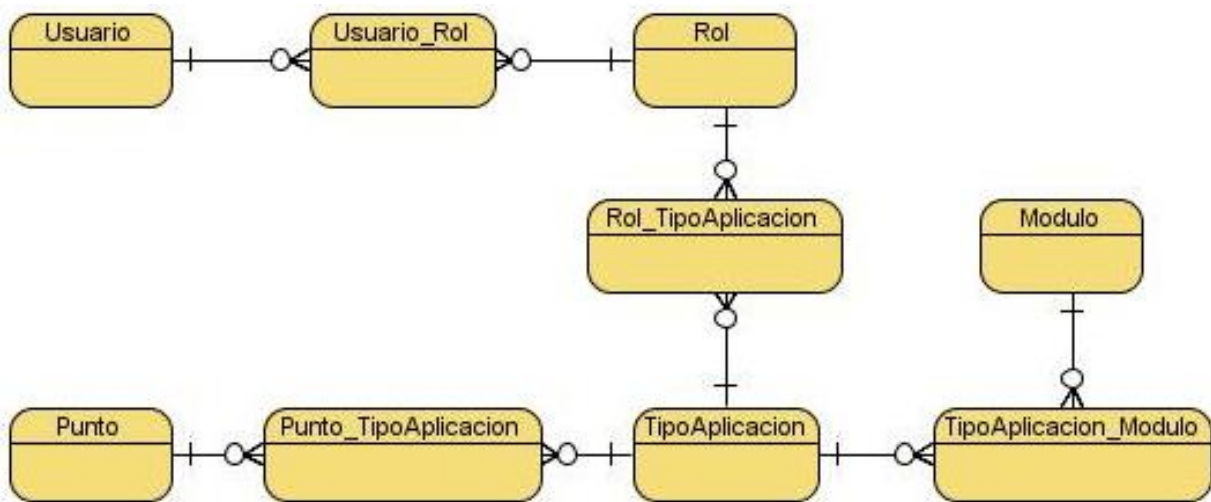 Usuario
Usuario_Rol
Rol
Rol_TipoAplicacion
Modulo
Punto
Punto_TipoAplicacion
TipoAplicacion
TipoAplicacion_Modulo